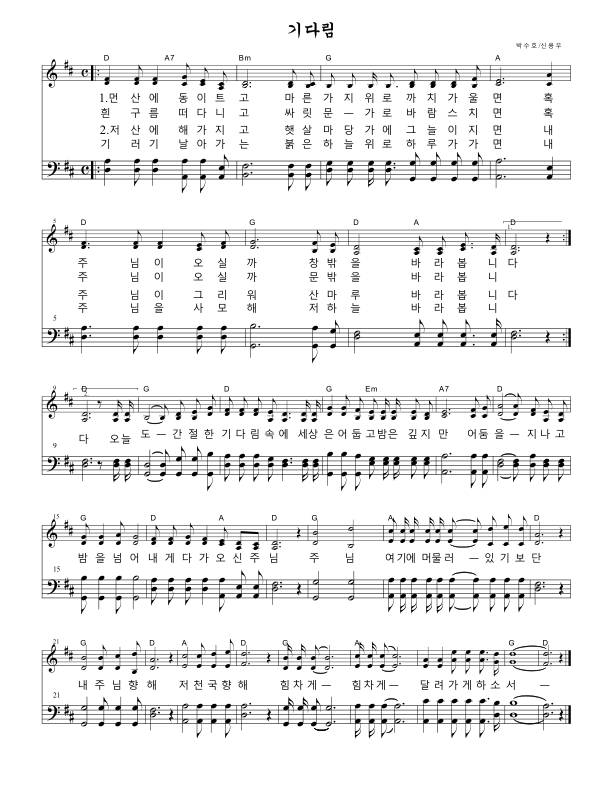 기다림
박수호/신용우
D A7 Bm G A
1.먼 산에 동이트고 마른가지위로까치가울면 혹
흰 구름 떠다니고 싸릿문ー가로바람스치면 혹
2.저산에 해가지고 햇살마당가에그늘이지면 내
기 러기 날아가는 붉은하늘위로하루가가면 내
5 D G D A D
주 님이 오실까 창밖을 바라봅니다
주 님이 오실까 문밖을 바라봅니
주 님이 그리워 산마루 바라봅니다
주 님을 사모해 저하늘 바라봅니
5
9 D G D A G Em A7 D
다 오늘 도ー간절한기다림속에 세상은어둡고밤은 깊지만 어둠을ー지나고
9
15 G D A D G A D
밤을넘어내게다가오신주님 주님 여기에머물러ー있기보단
15
21 G D A D G A G D
내주님향해 저천국향해 힘차게ー힘차게ー 달려가게하소서ー
21